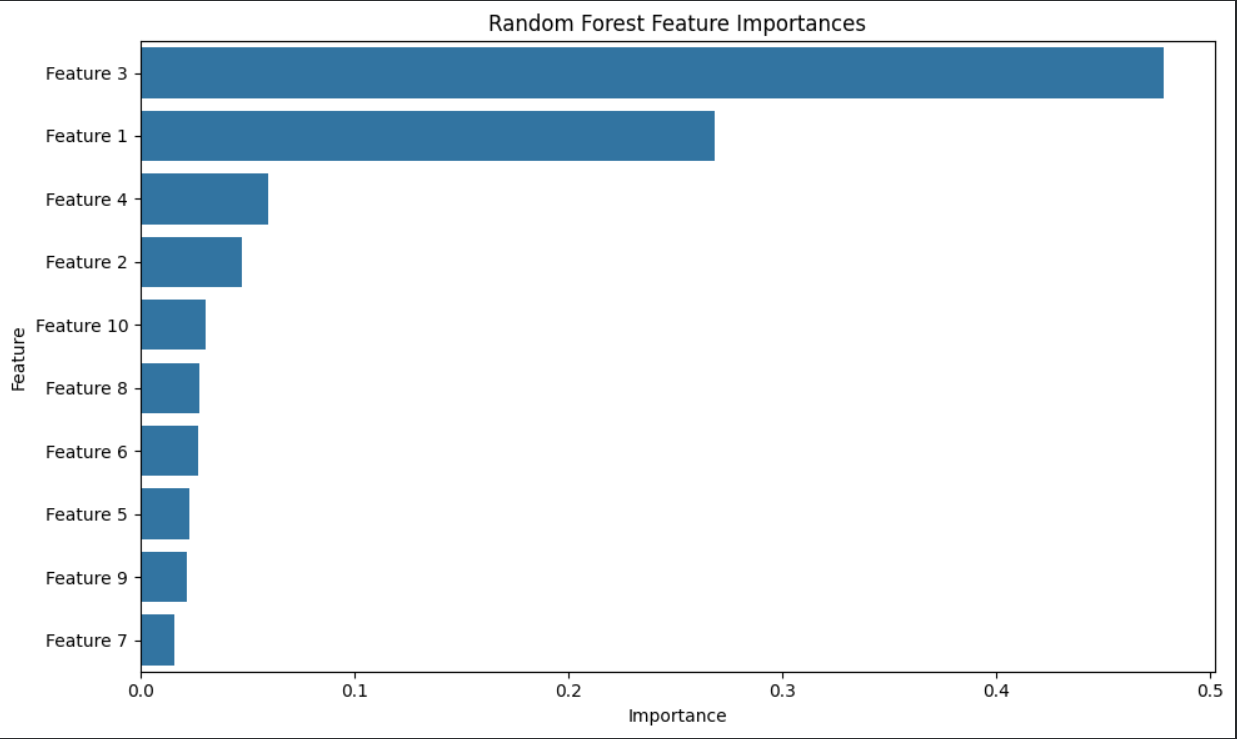 Random Forest Feature Importances
Feature 3
Feature 1
Feature 4
Feature 2
Feature 10
Feature 8
Feature 6
Feature 5
Feature 9
Feature 7
Feature
0.0 0.1 0.2 0.3 0.4 0.5
Importance